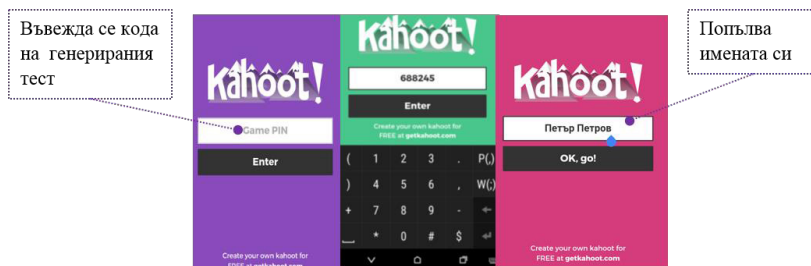 Въвежда се кода
на генерирания
тест
Kahoot!
Game PIN
Enter
Create your own kahoot for
FREE at getkahoot.com
Kahoot!
688245
Enter
Create your own kahoot for
FREE at getkahoot.com
( 1 2 3 . P(,)
) 4 5 6 , W(;)
+ 7 8 9 -
* 0 # $
Kahoot!
Петър Петров
OK, go!
Create your own kahoot for
FREE at getkahoot.com
Попълва
имената си